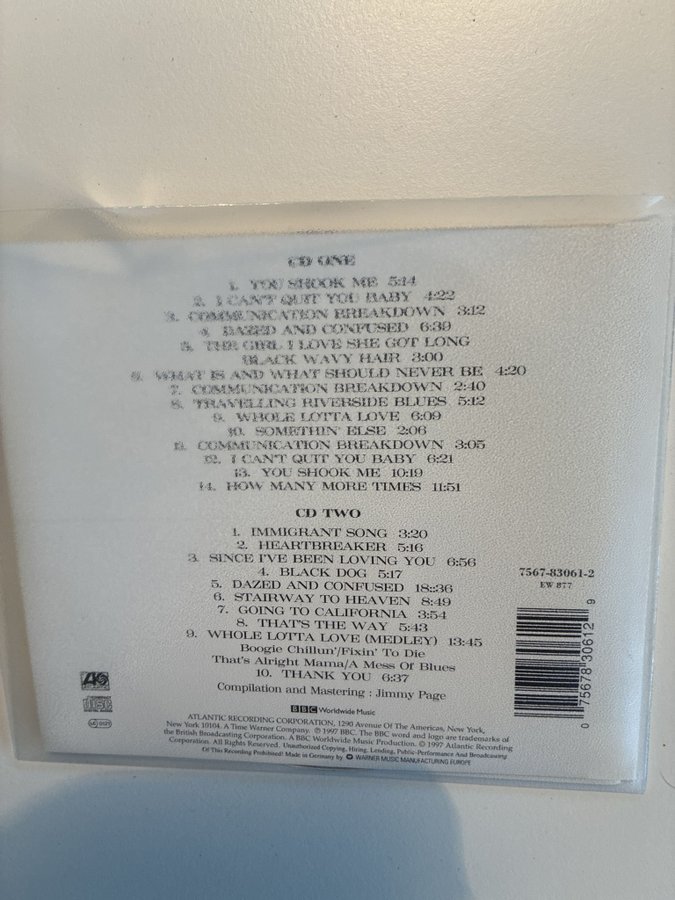 CD ONE
1. YOU SHOOK ME 5:14
2. I CAN'T QUIT YOU BABY 4:22
3. COMMUNICATION BREAKDOWN 3:12
4. DAZED AND CONFUSED 6:39
5. THE GIRL I LOVE SHE GOT LONG
BLACK WAVY HAIR 3:00
6. WHAT IS AND WHAT SHOULD NEVER BE 4:20
7. COMMUNICATION BREAKDOWN 2:40
8. TRAVELLING RIVERSIDE BLUES 5:12
9. WHOLE LOTTA LOVE 6:09
10. SOMETHIN' ELSE 2:06
11. COMMUNICATION BREAKDOWN 3:05
12. I CAN'T QUIT YOU BABY 6:21
13. YOU SHOOK ME 10:19
14. HOW MANY MORE TIMES 11:51
CD TWO
1. IMMIGRANT SONG 3:20
2. HEARTBREAKER 5:16
3. SINCE I'VE BEEN LOVING YOU 6:56
4. BLACK DOG 5:17
5. DAZED AND CONFUSED 18:36
6. STAIRWAY TO HEAVEN 8:49
7. GOING TO CALIFORNIA 3:54
8. THAT'S THE WAY 5:43
9. WHOLE LOTTA LOVE (MEDLEY) 13:45
Boogie Chillun'/Fixin' To Die
That's Alright Mama/A Mess Of Blues
10. THANK YOU 6:37
Compilation and Mastering : Jimmy Page
7567-83061-2
EW 877
0 75678 30612 9
BBC Worldwide Music
ATLANTIC RECORDING CORPORATION, 1290 Avenue Of The Americas, New York,
New York 10104. A Time Warner Company. ℗ 1997 BBC. The BBC word and logo are trademarks of
the British Broadcasting Corporation. A BBC Worldwide Music Production. © 1997 Atlantic Recording
Corporation. All Rights Reserved. Unauthorized Copying, Hiring, Lending, Public-Performance And Broadcasting
Of This Recording Prohibited! Made in Germany by WARNER MUSIC MANUFACTURING EUROPE